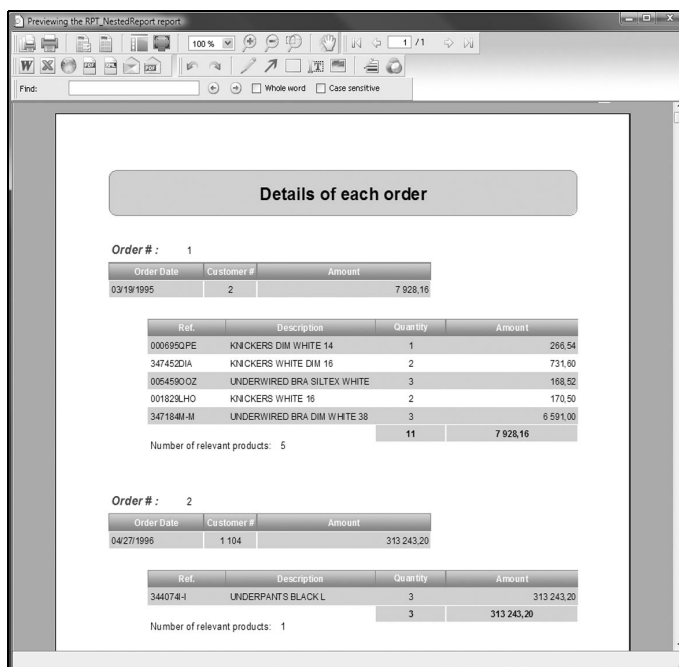 Previewing the RPT_NestedReport report
100 % 1 /1
Find: Whole word Case sensitive
Details of each order
Order # : 1
Order Date Customer # Amount
03/19/1995 2 7 928,16
Ref. Description Quantity Amount
000695QPE KNICKERS DIM WHITE 14 1 266,54
347452DIA KNICKERS WHITE DIM 16 2 731,60
005459OOZ UNDERWIRED BRA SILTEX WHITE 3 168,52
001829LHO KNICKERS WHITE 16 2 170,50
347184M-M UNDERWIRED BRA DIM WHITE 38 3 6 591,00
11 7 928,16
Number of relevant products: 5
Order # : 2
Order Date Customer # Amount
04/27/1996 1 104 313 243,20
Ref. Description Quantity Amount
344074I-I UNDERPANTS BLACK L 3 313 243,20
3 313 243,20
Number of relevant products: 1